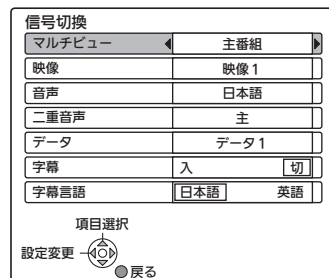 信号切換
マルチビュー 主番組
映像 映像1
音声 日本語
二重音声 主
データ データ1
字幕 入 切
字幕言語 日本語 英語
項目選択
設定変更
戻る